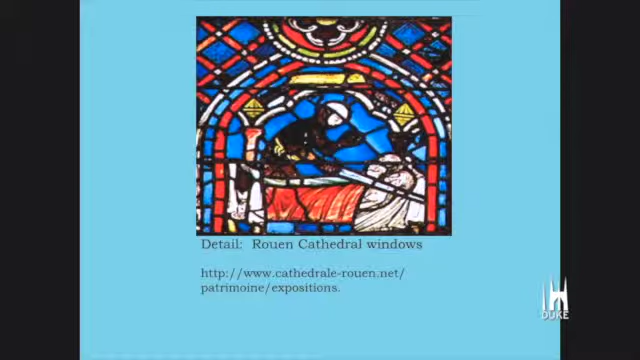 Detail: Rouen Cathedral windows
http://www.cathedrale-rouen.net/
patrimoine/expositions.
DUKE